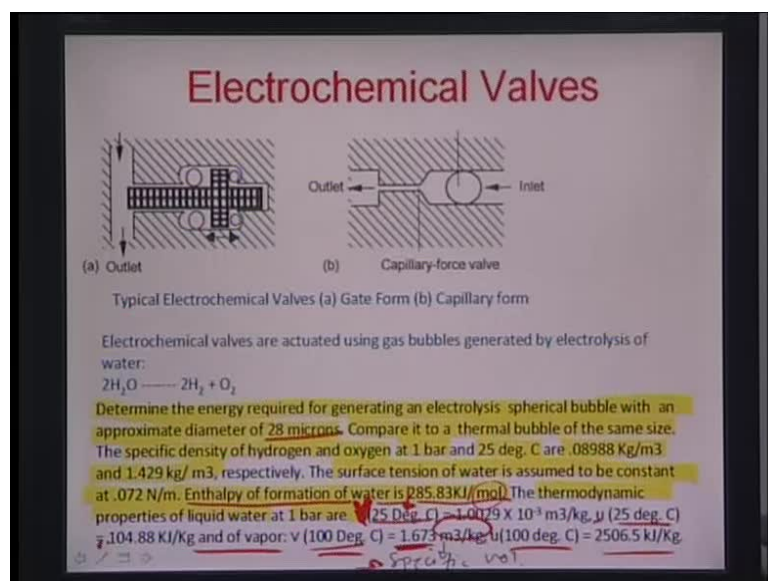 Electrochemical Valves
Outlet
Inlet
(a) Outlet
(b)
Capillary-force valve
Typical Electrochemical Valves (a) Gate Form (b) Capillary form
Electrochemical valves are actuated using gas bubbles generated by electrolysis of
water:
2H₂O ------- 2H₂ + O₂
Determine the energy required for generating an electrolysis spherical bubble with an
approximate diameter of 28 microns. Compare it to a thermal bubble of the same size.
The specific density of hydrogen and oxygen at 1 bar and 25 deg. C are .08988 Kg/m3
and 1.429 kg/ m3, respectively. The surface tension of water is assumed to be constant
at .072 N/m. Enthalpy of formation of water is 285.83KJ/(mol) The thermodynamic
properties of liquid water at 1 bar are (25 Deg. C) =1.0029 X 10⁻³ m3/kg, u (25 deg. C)
= 104.88 KJ/Kg and of vapor: v (100 Deg. C) = 1.673 m3/kg u(100 deg. C) = 2506.5 kJ/Kg.
Specific vol.